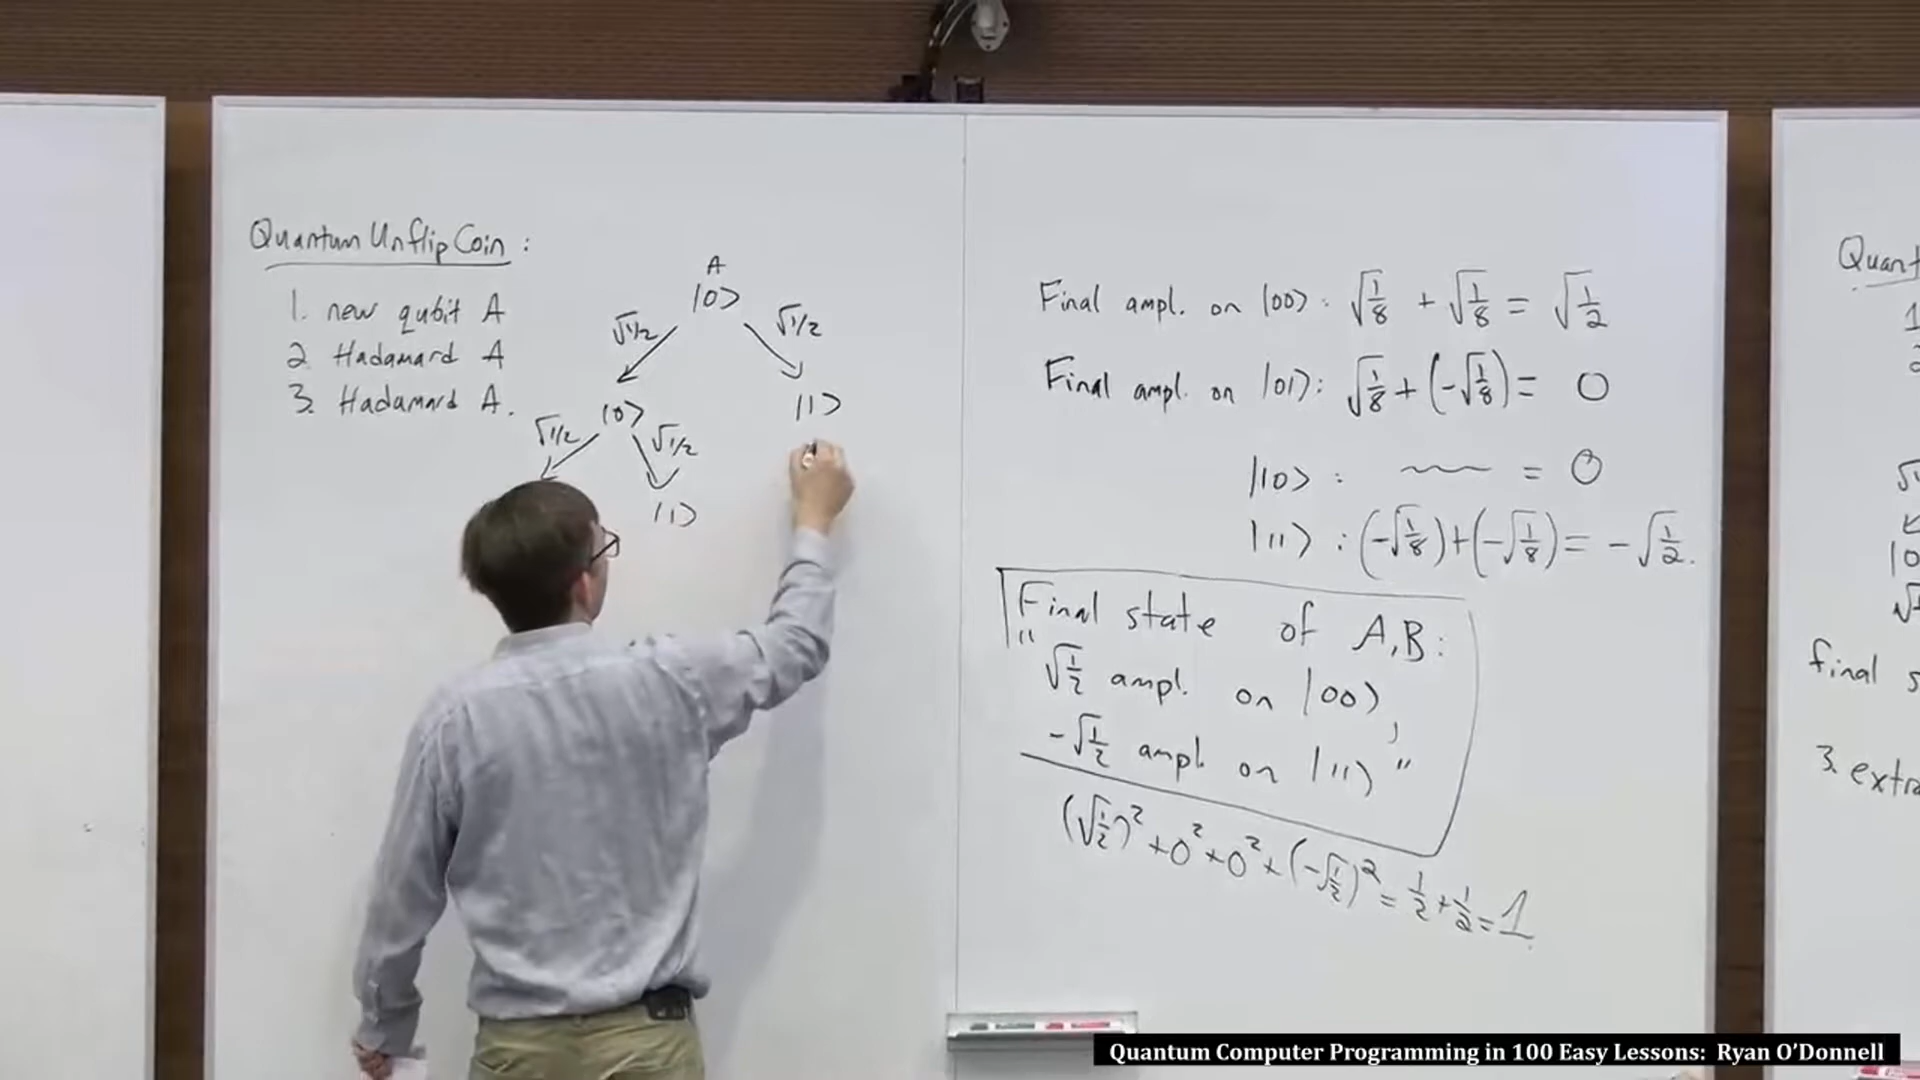 Quantum Unflip Coin :
1. new qubit A
2. Hadamard A
3. Hadamard A.
A
|0⟩
√1/2 √1/2
|0⟩ |1⟩
√1/2 √1/2
|1⟩
Final ampl. on |00⟩ : √1/8 + √1/8 = √1/2
Final ampl. on |01⟩ : √1/8 + (-√1/8) = 0
|10⟩ : ~~~ = 0
|11⟩ : (-√1/8)+(-√1/8) = -√1/2.
Final state of A,B:
"√1/2 ampl. on |00⟩,
-√1/2 ampl. on |11⟩"
(√1/2)² + 0² + 0² + (-√1/2)² = 1/2 + 1/2 = 1
Quant
1
2
|0
final s
3. extra
Quantum Computer Programming in 100 Easy Lessons: Ryan O'Donnell